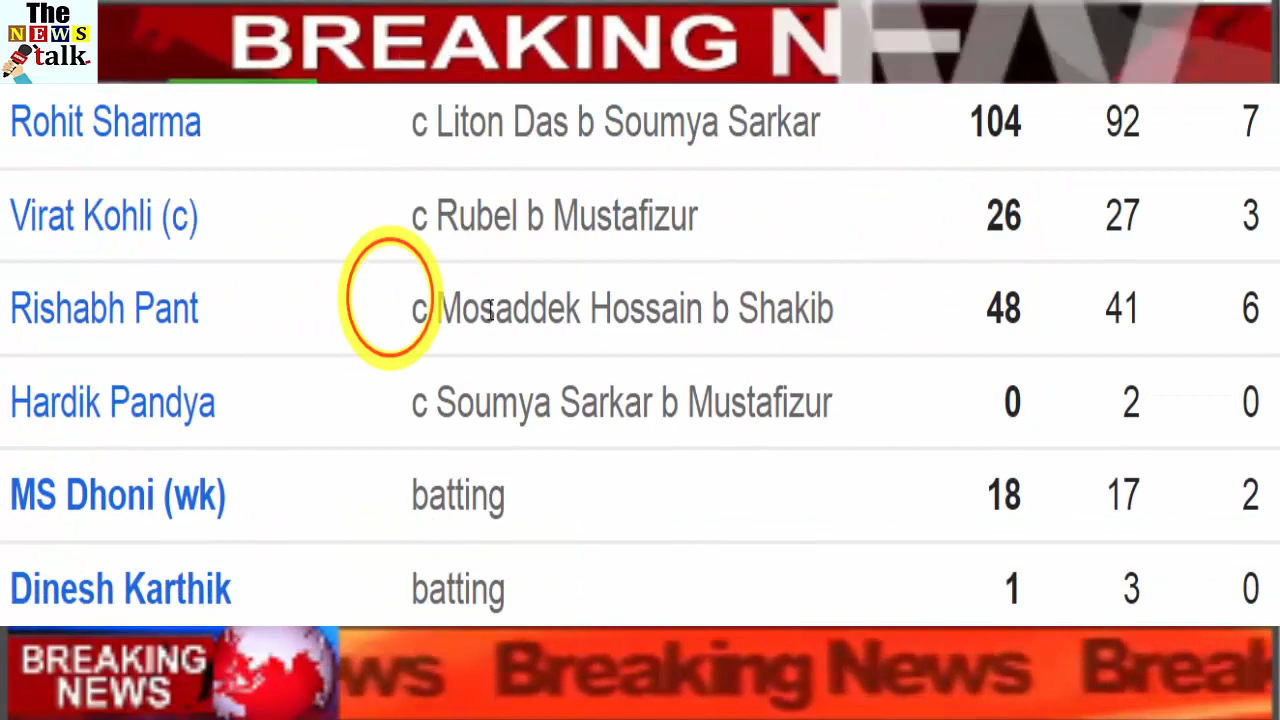 The
NEWS
talk.
BREAKING N
Rohit Sharma c Liton Das b Soumya Sarkar 104 92 7
Virat Kohli (c) c Rubel b Mustafizur 26 27 3
Rishabh Pant c Mosaddek Hossain b Shakib 48 41 6
Hardik Pandya c Soumya Sarkar b Mustafizur 0 2 0
MS Dhoni (wk) batting 18 17 2
Dinesh Karthik batting 1 3 0
BREAKING
NEWS
ws Breaking News Break